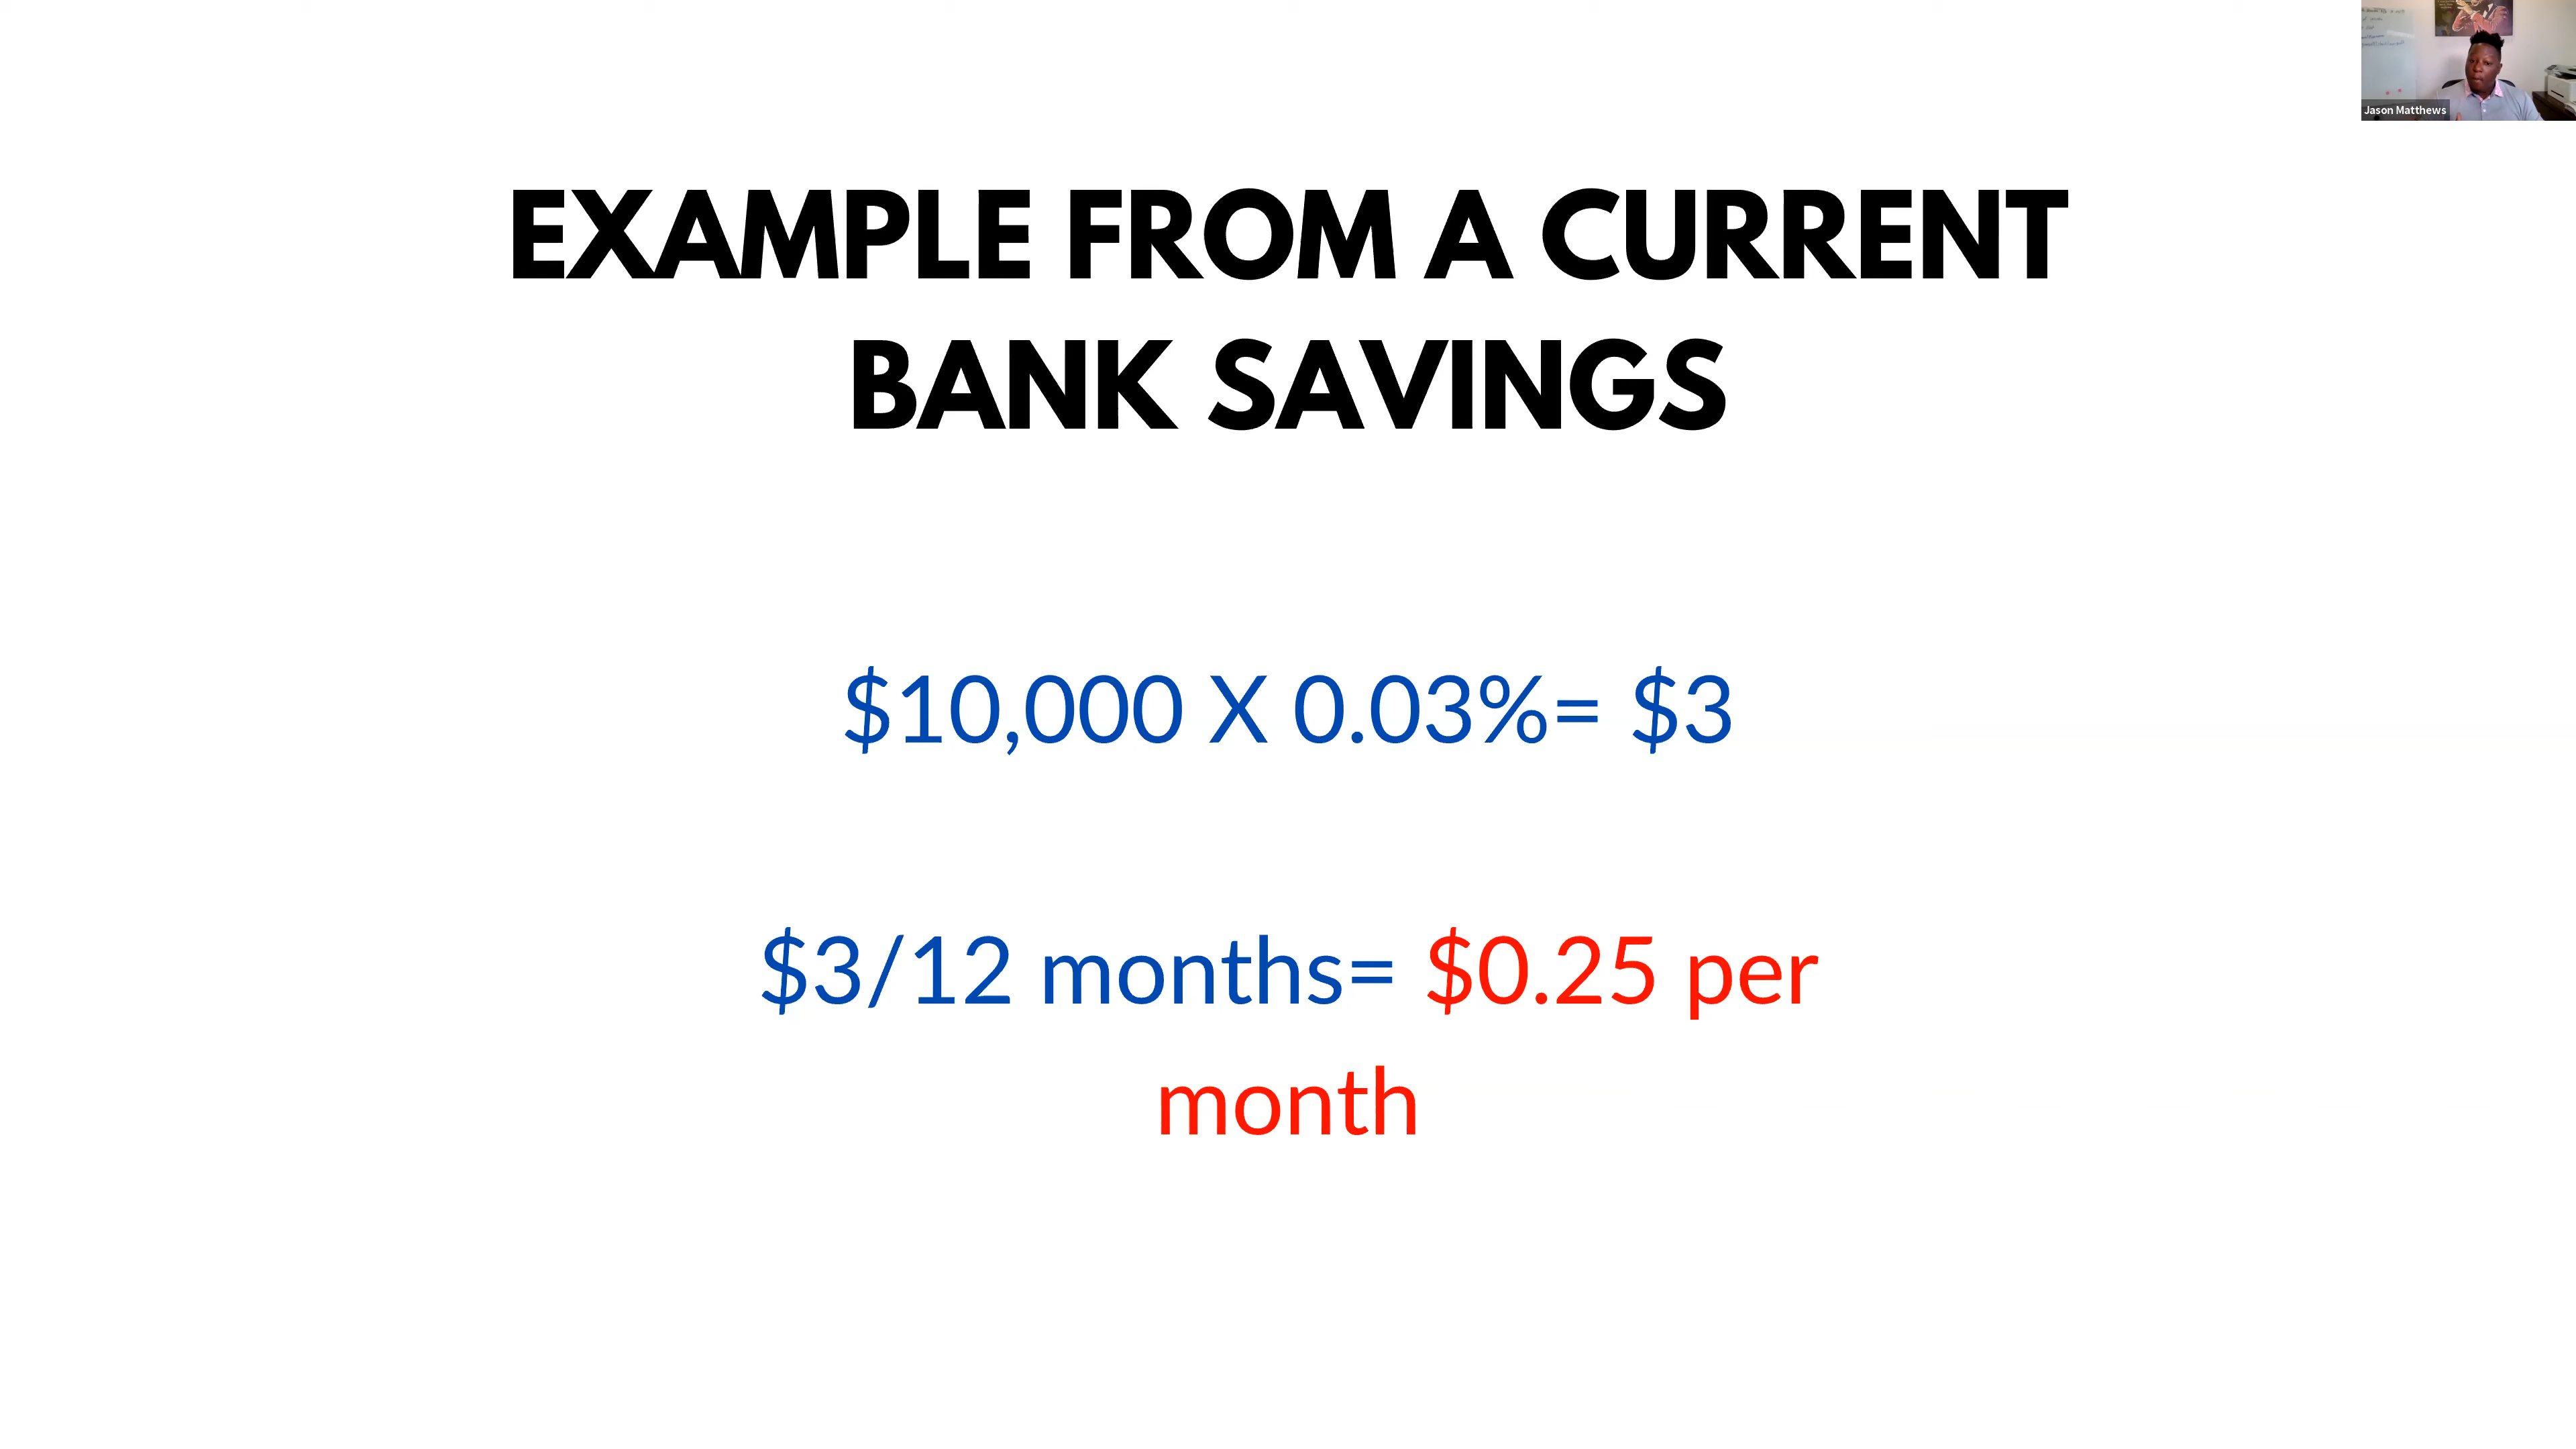 Jason Matthews
EXAMPLE FROM A CURRENT
BANK SAVINGS
$10,000 X 0.03%= $3
$3/12 months= $0.25 per
month